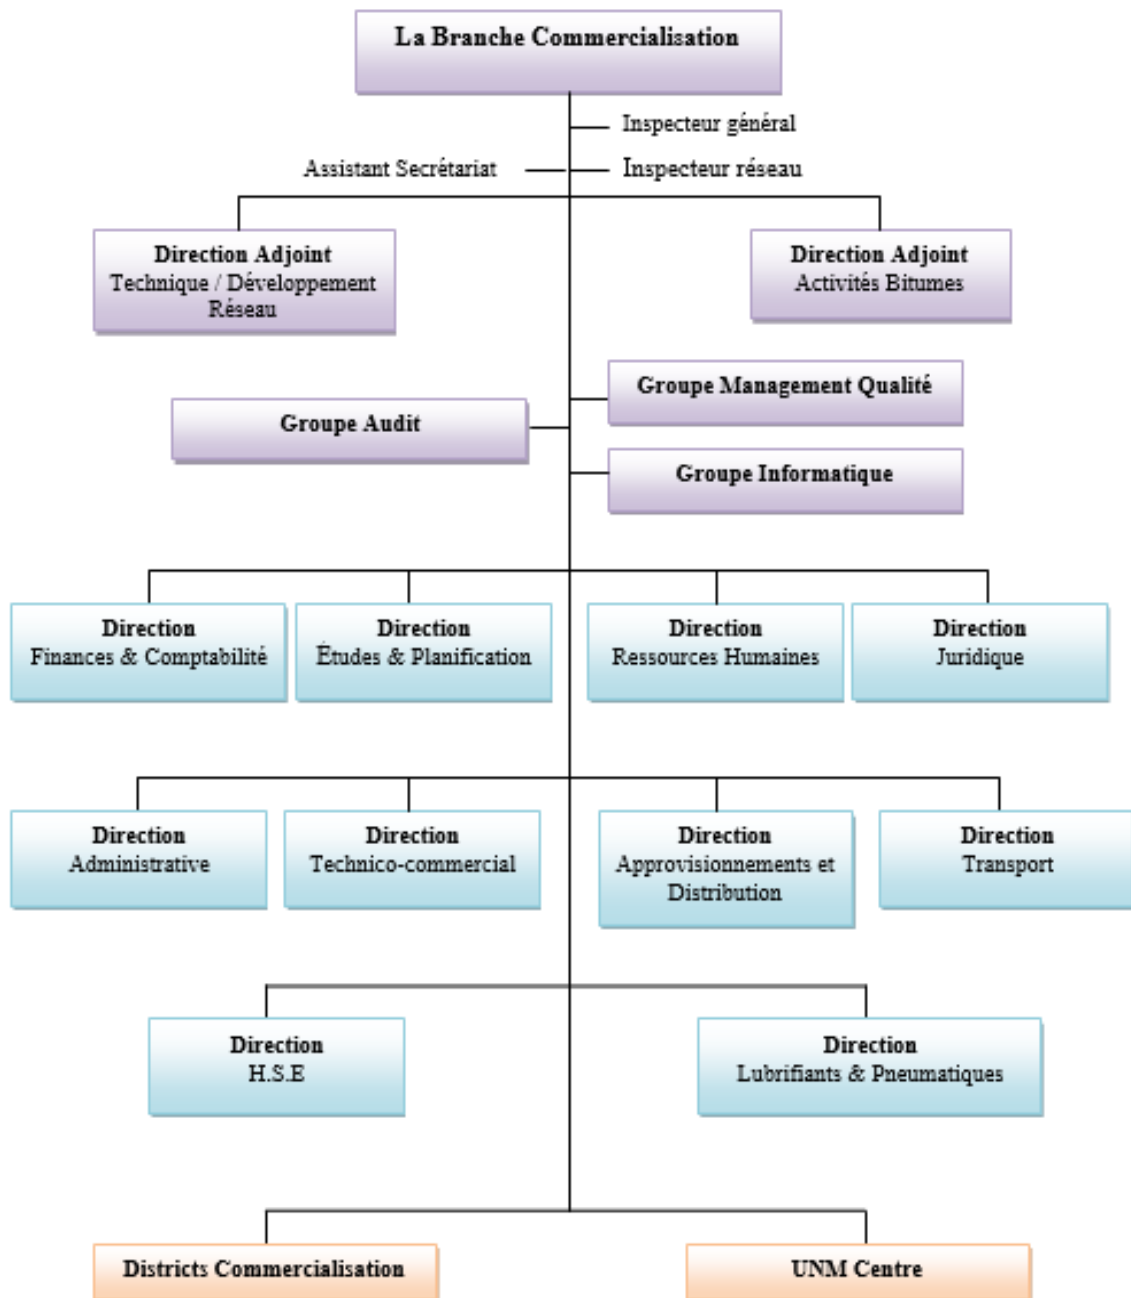 La Branche Commercialisation
Inspecteur général
Assistant Secrétariat
Inspecteur réseau
Direction Adjoint
Technique / Développement
Réseau
Direction Adjoint
Activités Bitumes
Groupe Management Qualité
Groupe Audit
Groupe Informatique
Direction
Finances & Comptabilité
Direction
Études & Planification
Direction
Ressources Humaines
Direction
Juridique
Direction
Administrative
Direction
Technico-commercial
Direction
Approvisionnements et
Distribution
Direction
Transport
Direction
H.S.E
Direction
Lubrifiants & Pneumatiques
Districts Commercialisation
UNM Centre